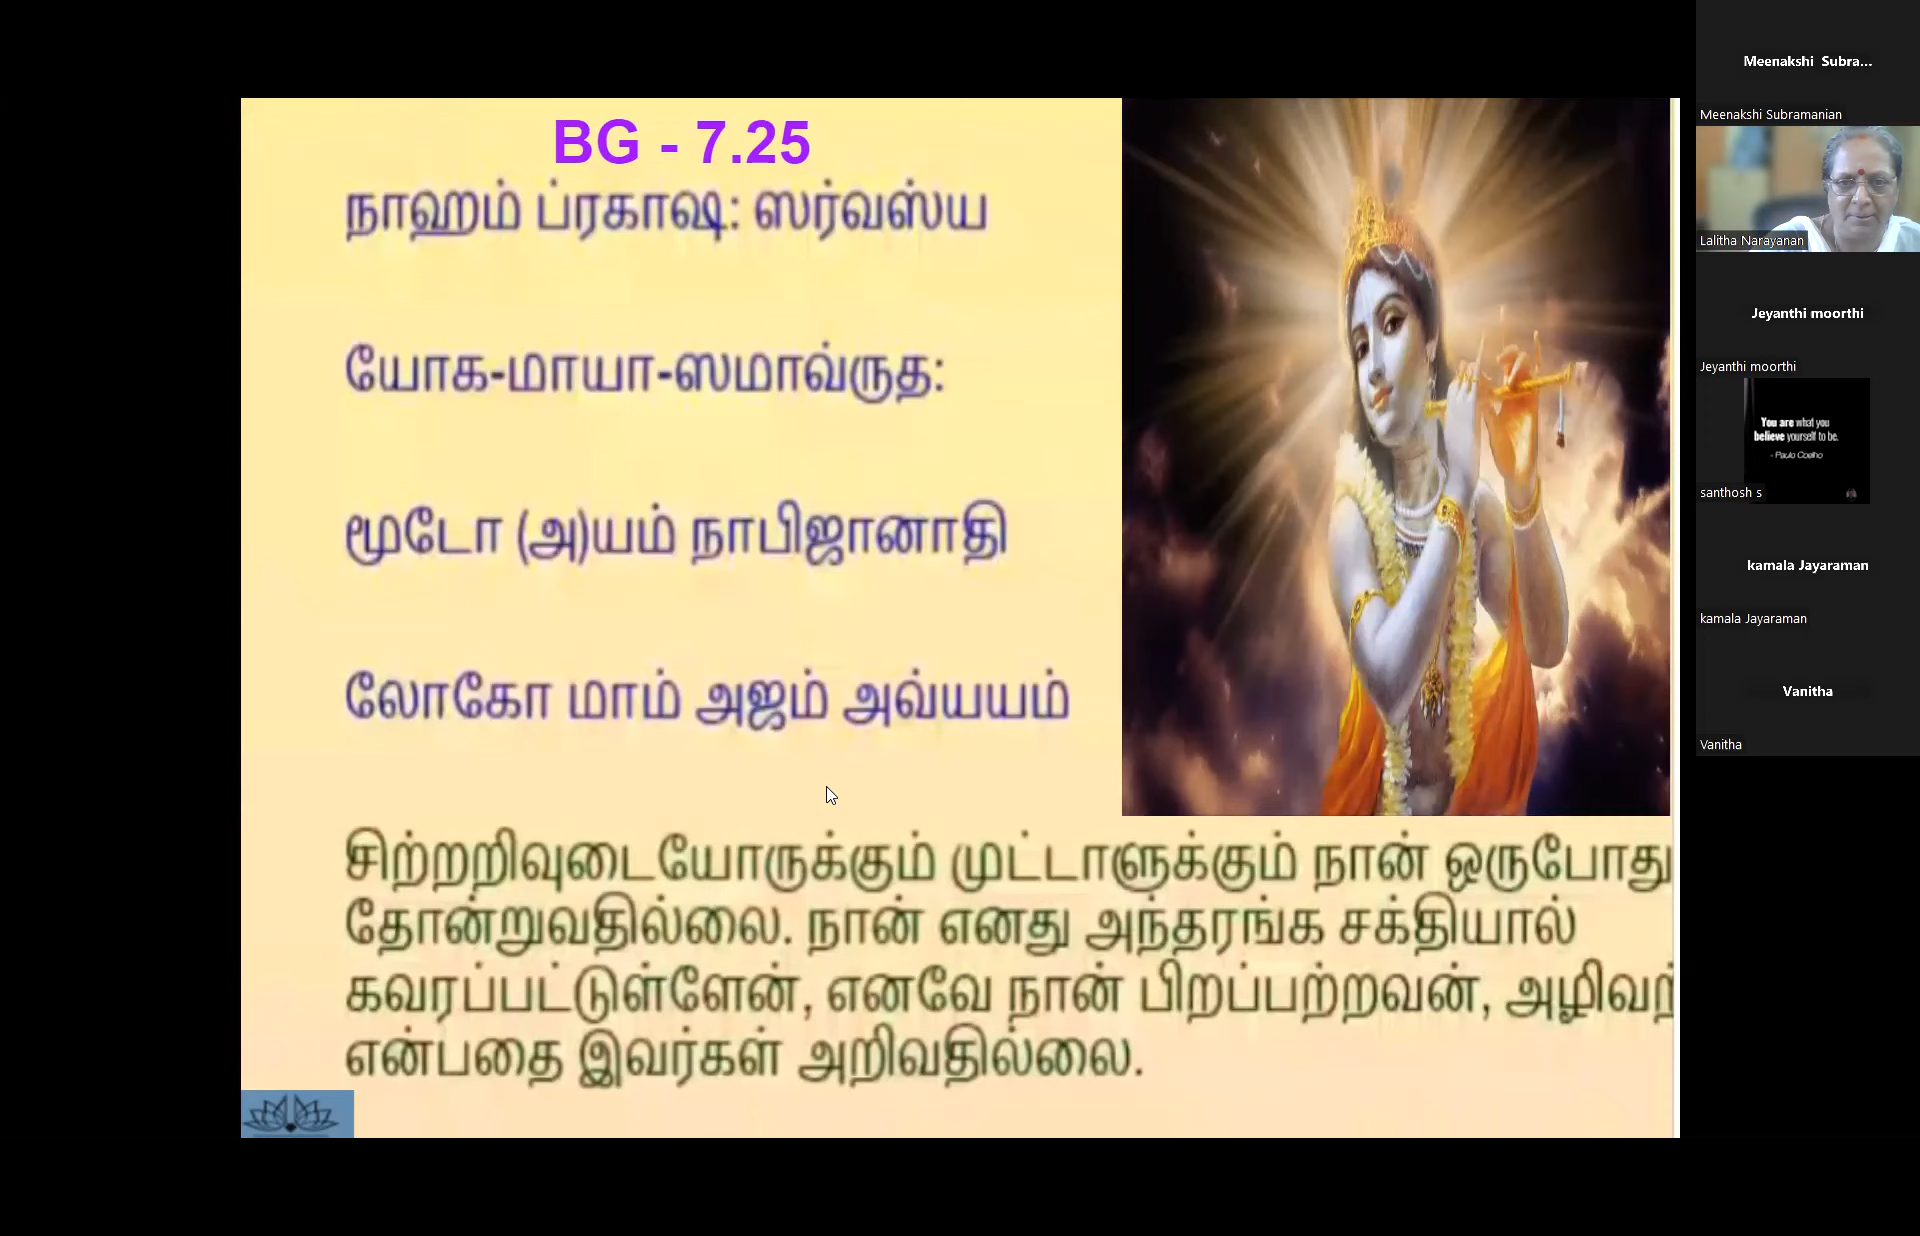 BG - 7.25
நாஹம் ப்ரகாஷ: ஸர்வஸ்ய
யோக-மாயா-ஸமாவ்ருத:
மூடோ (அ)யம் நாபிஜானாதி
லோகோ மாம் அஜம் அவ்யயம்
சிற்றறிவுடையோருக்கும் முட்டாளுக்கும் நான் ஒருபோது
தோன்றுவதில்லை. நான் எனது அந்தரங்க சக்தியால்
கவரப்பட்டுள்ளேன், எனவே நான் பிறப்பற்றவன், அழிவற்
என்பதை இவர்கள் அறிவதில்லை.
Meenakshi Subra...
Meenakshi Subramanian
Lalitha Narayanan
Jeyanthi moorthi
Jeyanthi moorthi
You are what you
believe yourself to be.
- Paulo Coelho
santhosh s
kamala Jayaraman
kamala Jayaraman
Vanitha
Vanitha